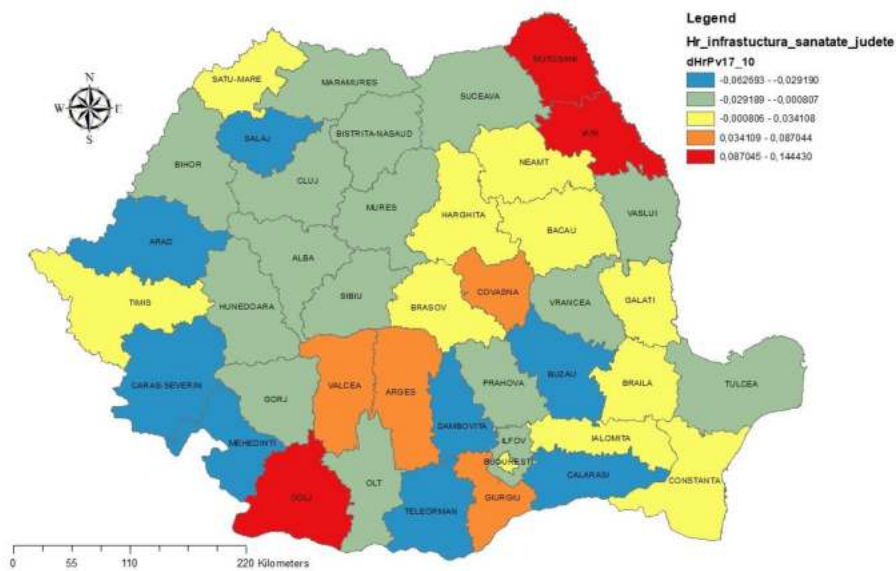 Legend
Hr_infrastuctura_sanatate_judete
dHrPv17_10
-0,062693 - -0,029190
-0,029189 - -0,000807
-0,000806 - 0,034108
0,034109 - 0,087044
0,087045 - 0,144430
N
W E
S
SATU-MARE
MARAMURES
BOTOSANI
SUCEAVA
SALAJ
BISTRITA-NASAUD
IASI
BIHOR
CLUJ
NEAMT
MURES
HARGHITA
BACAU
VASLUI
ARAD
ALBA
TIMIS
HUNEDOARA
SIBIU
BRASOV
COVASNA
VRANCEA
GALATI
CARAS-SEVERIN
GORJ
VALCEA
ARGES
PRAHOVA
BUZAU
BRAILA
TULCEA
MEHEDINTI
DAMBOVITA
ILFOV
IALOMITA
BUCURESTI
DOLJ
OLT
TELEORMAN
GIURGIU
CALARASI
CONSTANTA
0 55 110 220 Kilometers